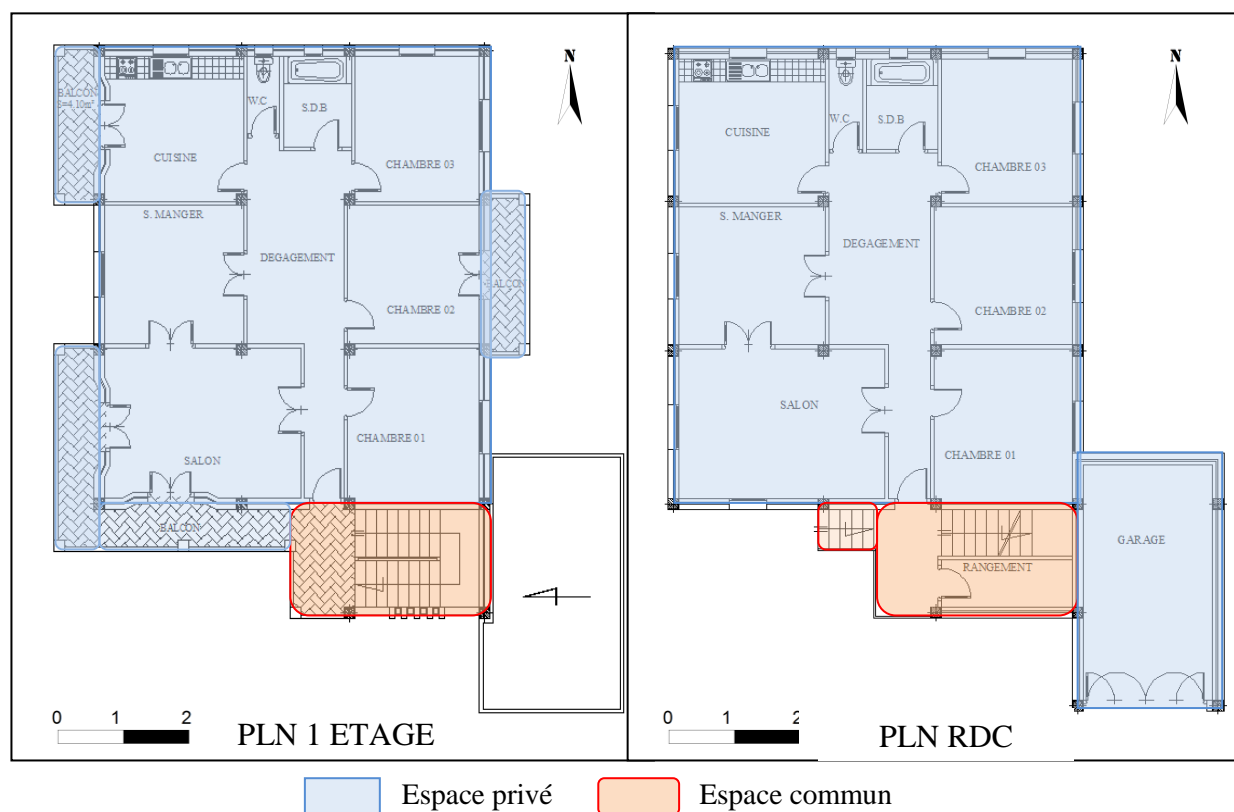 N
BALCON
S=4,10m²
W.C
S.D.B
CUISINE
CHAMBRE 03
S. MANGER
DEGAGEMENT
CHAMBRE 02
BALCON
CHAMBRE 01
SALON
BALCON
0 1 2
PLN 1 ETAGE
N
W.C
S.D.B
CUISINE
CHAMBRE 03
S. MANGER
DEGAGEMENT
CHAMBRE 02
SALON
CHAMBRE 01
GARAGE
RANGEMENT
0 1 2
PLN RDC
Espace privé
Espace commun